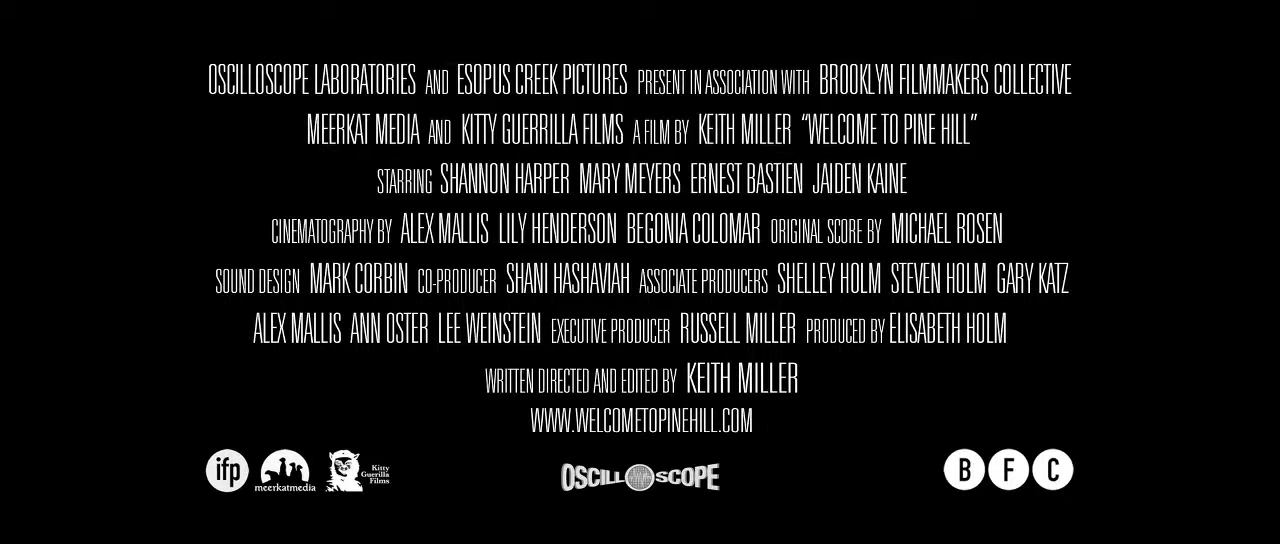 OSCILLOSCOPE LABORATORIES AND ESOPUS CREEK PICTURES PRESENT IN ASSOCIATION WITH BROOKLYN FILMMAKERS COLLECTIVE
MEERKAT MEDIA AND KITTY GUERRILLA FILMS A FILM BY KEITH MILLER "WELCOME TO PINE HILL"
STARRING SHANNON HARPER MARY MEYERS ERNEST BASTIEN JAIDEN KAINE
CINEMATOGRAPHY BY ALEX MALLIS LILY HENDERSON BEGONIA COLOMAR ORIGINAL SCORE BY MICHAEL ROSEN
SOUND DESIGN MARK CORBIN CO-PRODUCER SHANI HASHAVIAH ASSOCIATE PRODUCERS SHELLEY HOLM STEVEN HOLM GARY KATZ
ALEX MALLIS ANN OSTER LEE WEINSTEIN EXECUTIVE PRODUCER RUSSELL MILLER PRODUCED BY ELISABETH HOLM
WRITTEN DIRECTED AND EDITED BY KEITH MILLER
WWW.WELCOMETOPINEHILL.COM
ifp
meerkatmedia
Kitty
Guerilla
Films
OSCILLOSCOPE
B F C